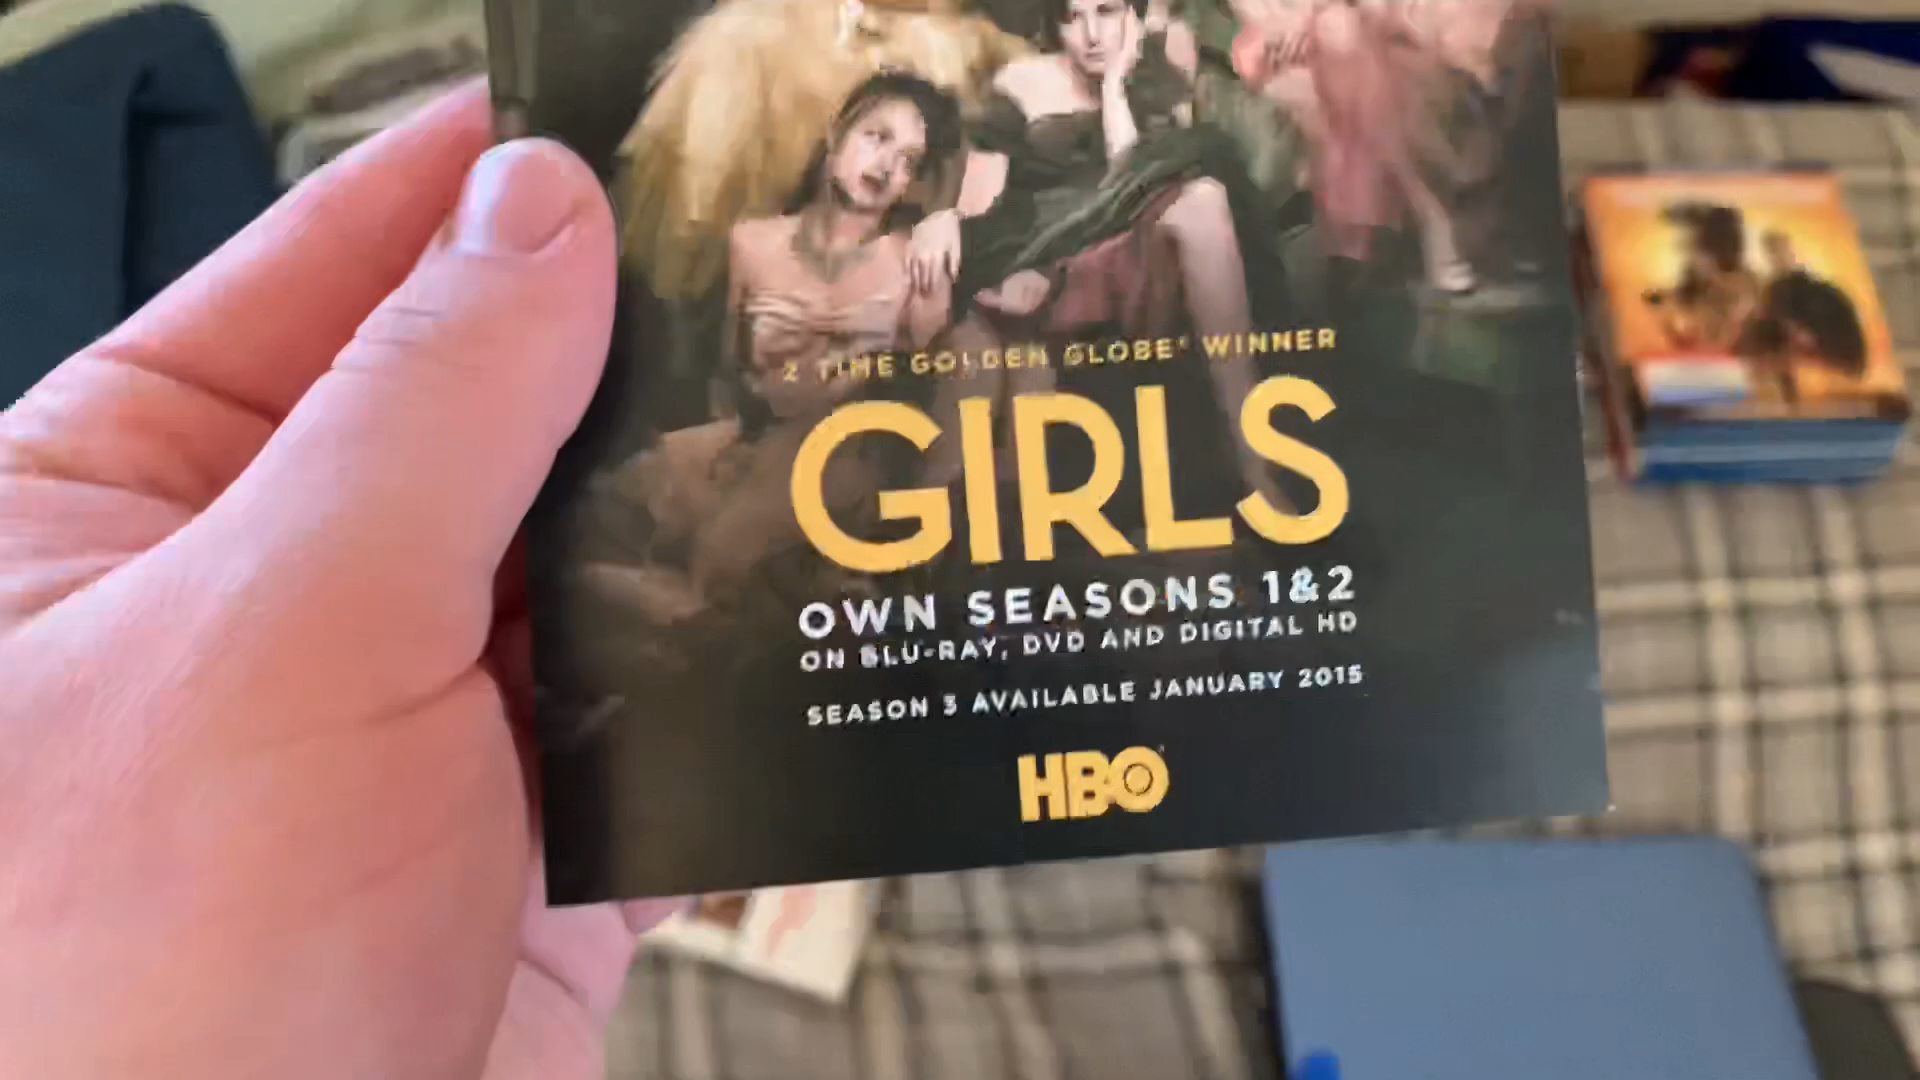 2 TIME GOLDEN GLOBE® WINNER
GIRLS
OWN SEASONS 1&2
ON BLU-RAY, DVD AND DIGITAL HD
SEASON 3 AVAILABLE JANUARY 2015
HBO®